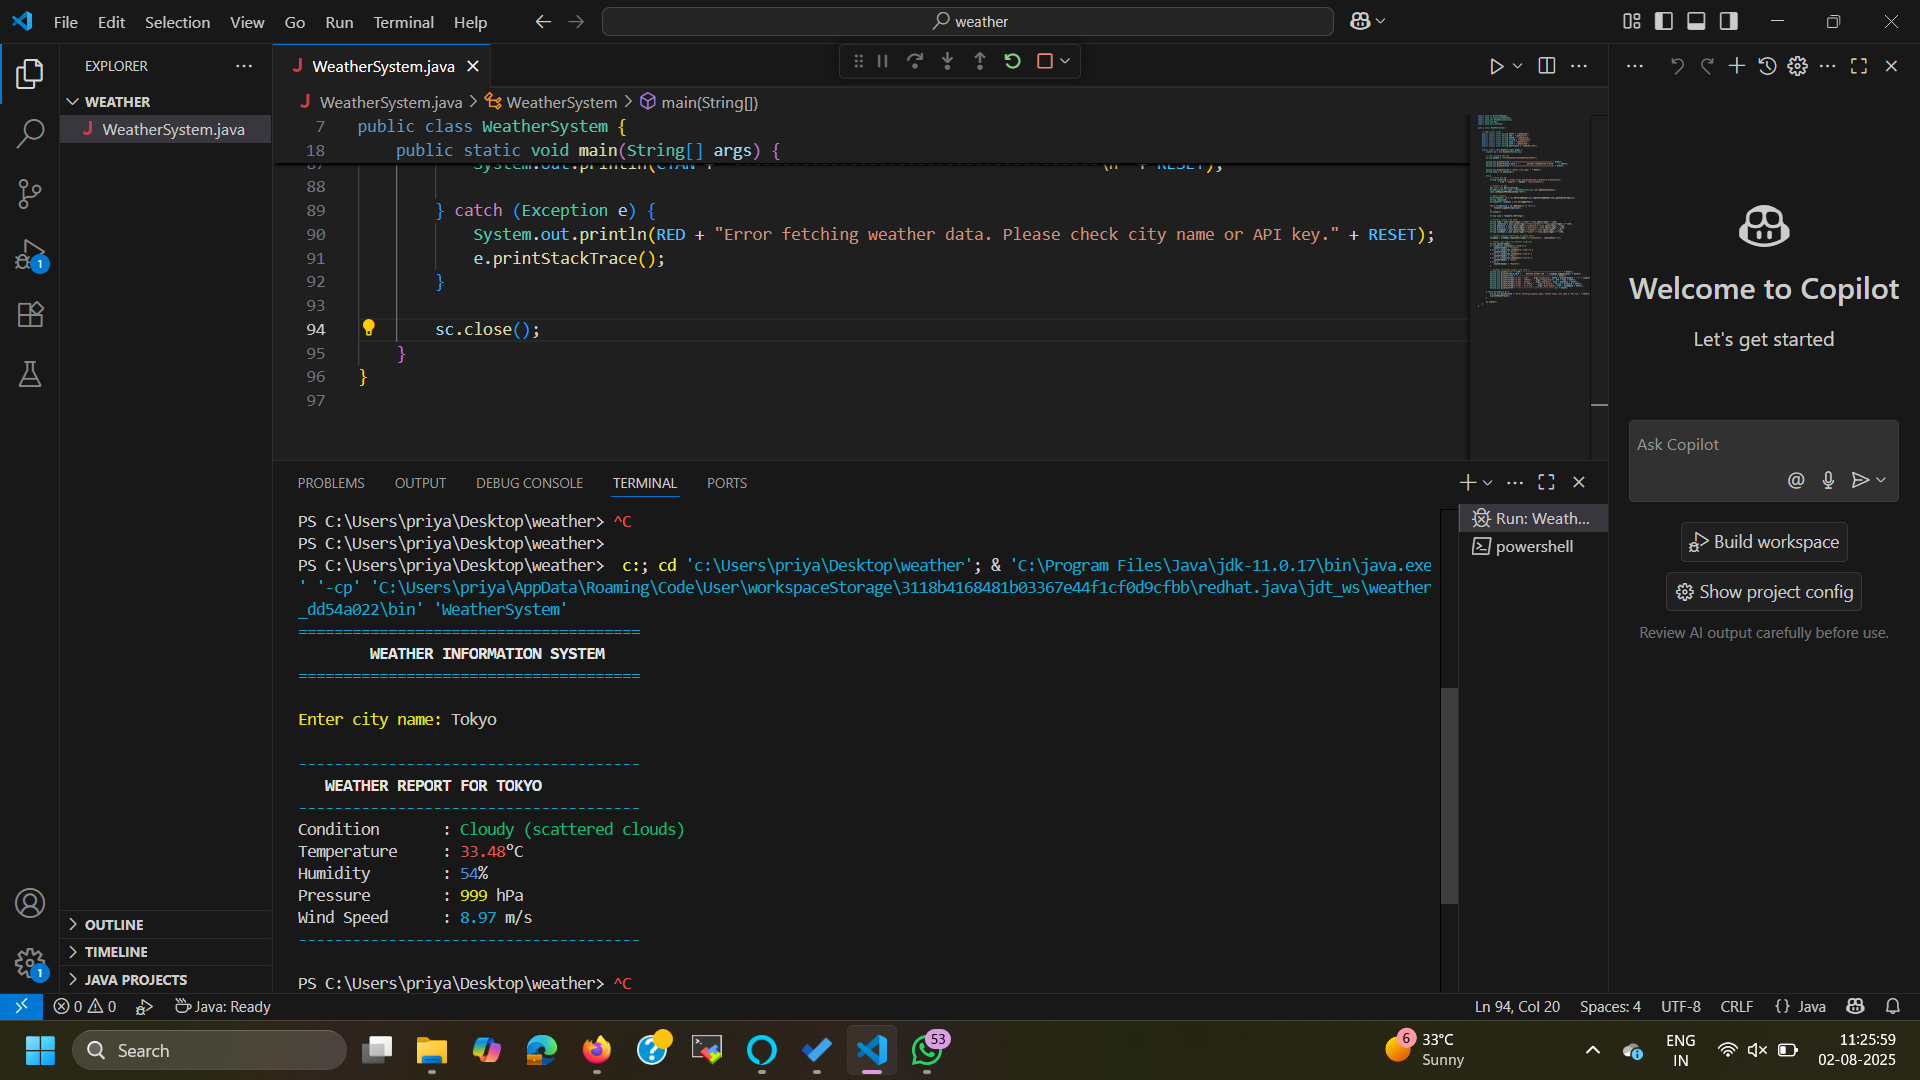 File Edit Selection View Go Run Terminal Help
weather
EXPLORER
WEATHER
WeatherSystem.java
OUTLINE
TIMELINE
JAVA PROJECTS
WeatherSystem.java
WeatherSystem.java > WeatherSystem > main(String[])
7 public class WeatherSystem {
18 public static void main(String[] args) {
88
89 } catch (Exception e) {
90 System.out.println(RED + "Error fetching weather data. Please check city name or API key." + RESET);
91 e.printStackTrace();
92 }
93
94 sc.close();
95 }
96 }
97
PROBLEMS OUTPUT DEBUG CONSOLE TERMINAL PORTS
PS C:\Users\priya\Desktop\weather> ^C
PS C:\Users\priya\Desktop\weather>
PS C:\Users\priya\Desktop\weather>  c:; cd 'c:\Users\priya\Desktop\weather'; & 'C:\Program Files\Java\jdk-11.0.17\bin\java.exe
' '-cp' 'C:\Users\priya\AppData\Roaming\Code\User\workspaceStorage\3118b4168481b03367e44f1cf0d9cfbb\redhat.java\jdt_ws\weather
_dd54a022\bin' 'WeatherSystem'
======================================
WEATHER INFORMATION SYSTEM
======================================
Enter city name: Tokyo
--------------------------------------
WEATHER REPORT FOR TOKYO
--------------------------------------
Condition : Cloudy (scattered clouds)
Temperature : 33.48°C
Humidity : 54%
Pressure : 999 hPa
Wind Speed : 8.97 m/s
--------------------------------------
PS C:\Users\priya\Desktop\weather> ^C
Run: Weath...
powershell
Welcome to Copilot
Let's get started
Ask Copilot
Build workspace
Show project config
Review AI output carefully before use.
1
1
0 0
Java: Ready
Ln 94, Col 20 Spaces: 4 UTF-8 CRLF {} Java
Search
53
6
33°C
Sunny
ENG
IN
11:25:59
02-08-2025